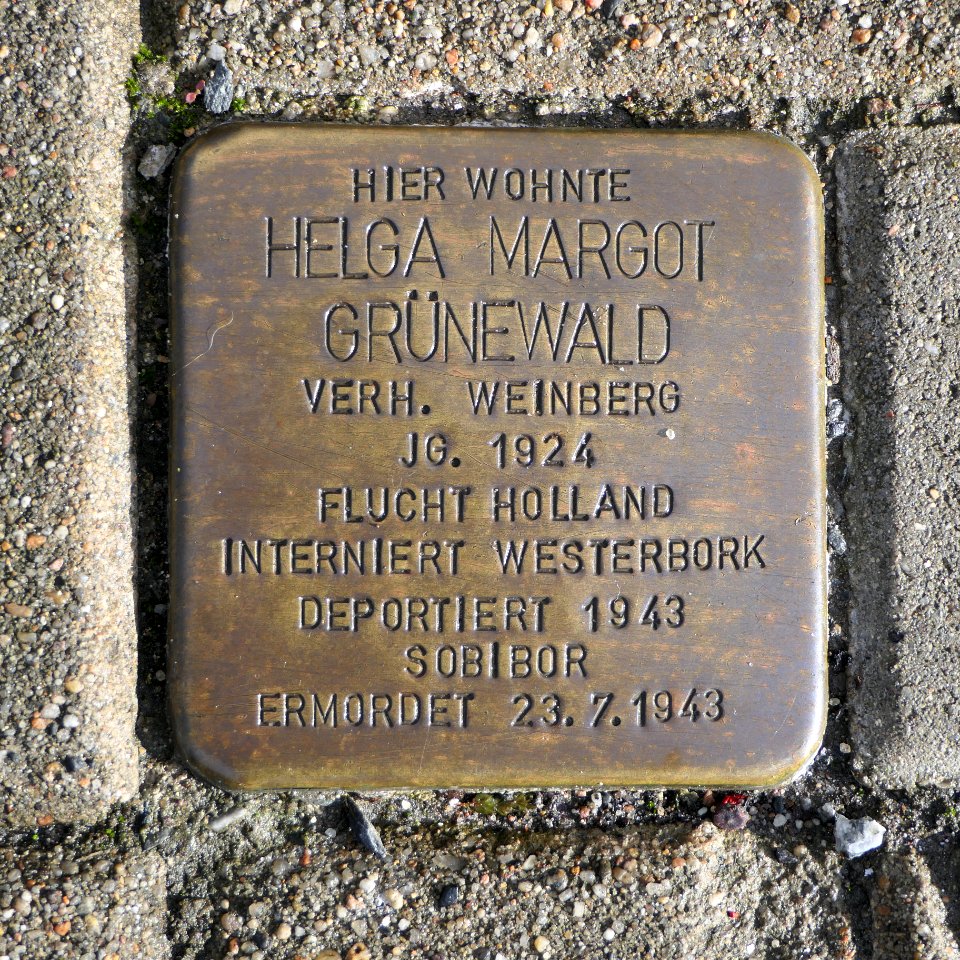 HIER WOHNTE
HELGA MARGOT
GRÜNEWALD
VERH. WEINBERG
JG. 1924
FLUCHT HOLLAND
INTERNIERT WESTERBORK
DEPORTIERT 1943
SOBIBOR
ERMORDET 23.7.1943